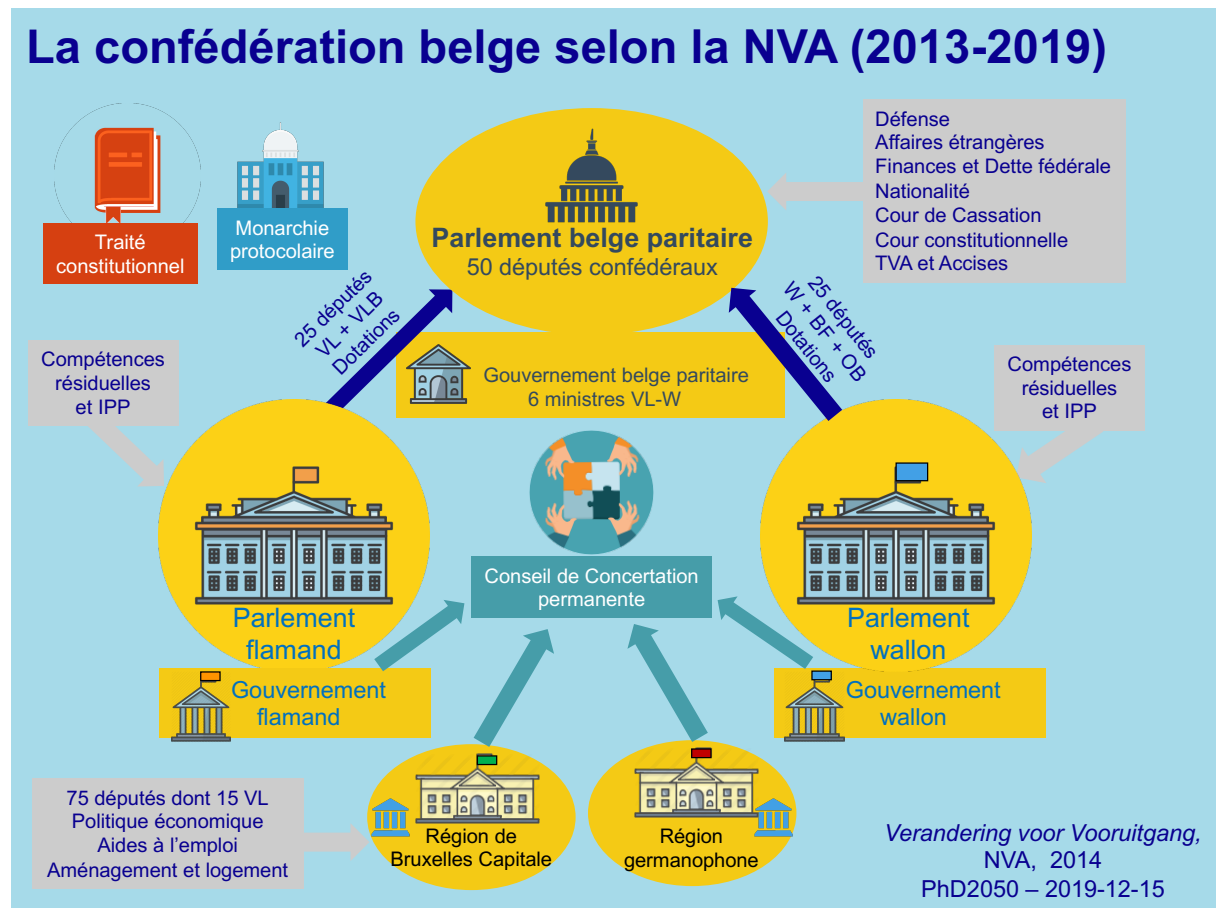 La confédération belge selon la NVA (2013-2019)
Traité
constitutionnel
Monarchie
protocolaire
Parlement belge paritaire
50 députés confédéraux
Défense
Affaires étrangères
Finances et Dette fédérale
Nationalité
Cour de Cassation
Cour constitutionnelle
TVA et Accises
25 députés
VL + VLB
Dotations
25 députés
W + BF + OB
Dotations
Compétences
résiduelles
et IPP
Gouvernement belge paritaire
6 ministres VL-W
Compétences
résiduelles
et IPP
Conseil de Concertation
permanente
Parlement
flamand
Parlement
wallon
Gouvernement
flamand
Gouvernement
wallon
75 députés dont 15 VL
Politique économique
Aides à l’emploi
Aménagement et logement
Région de
Bruxelles Capitale
Région
germanophone
Verandering voor Vooruitgang,
NVA, 2014
PhD2050 – 2019-12-15